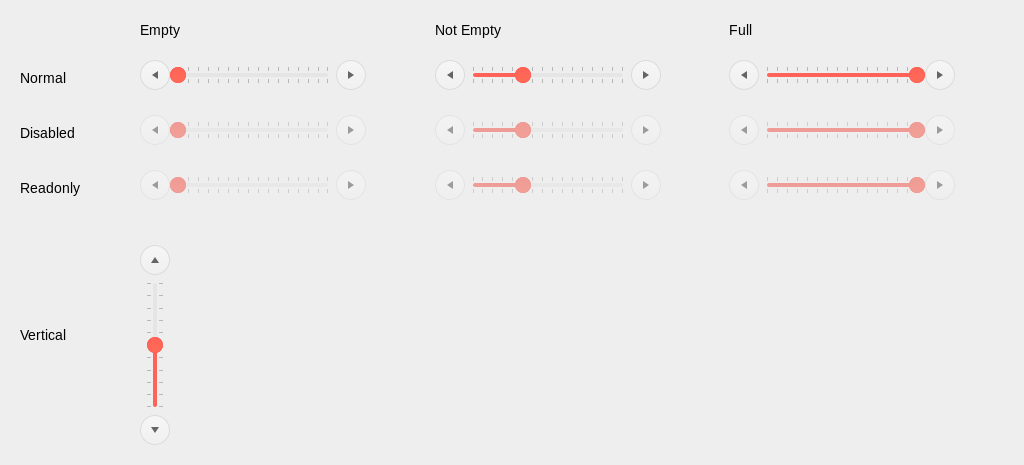 Empty Not Empty Full
Normal
Disabled
Readonly
Vertical